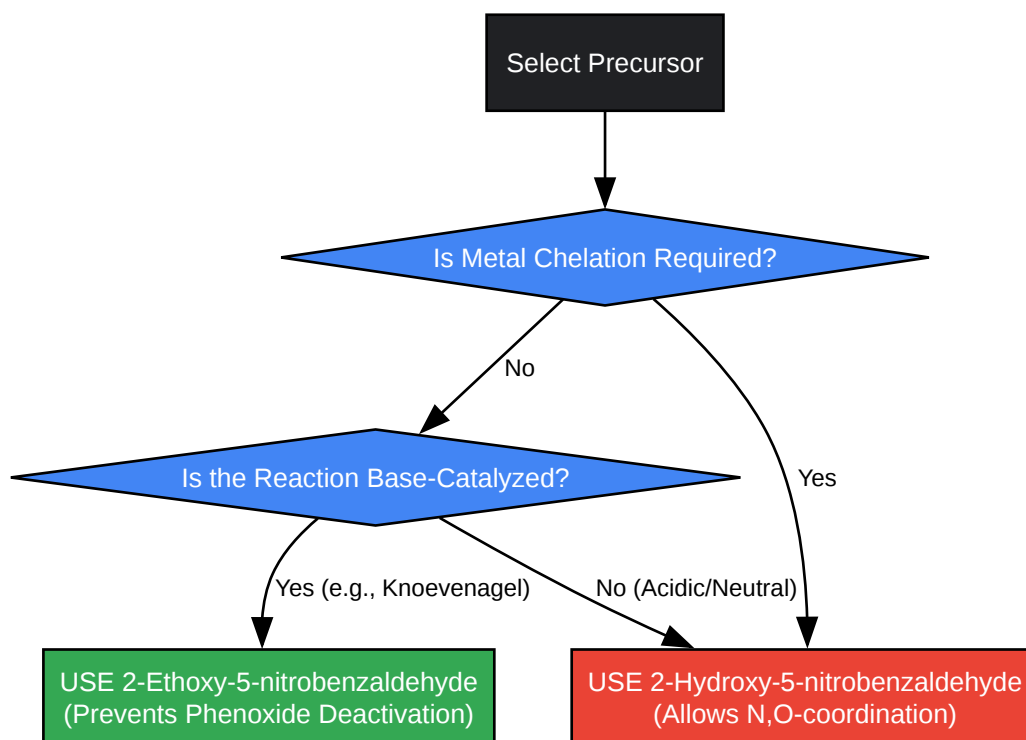 Select Precursor
Is Metal Chelation Required?
No
Is the Reaction Base-Catalyzed?
Yes
Yes (e.g., Knoevenagel)
No (Acidic/Neutral)
USE 2-Ethoxy-5-nitrobenzaldehyde
(Prevents Phenoxide Deactivation)
USE 2-Hydroxy-5-nitrobenzaldehyde
(Allows N,O-coordination)